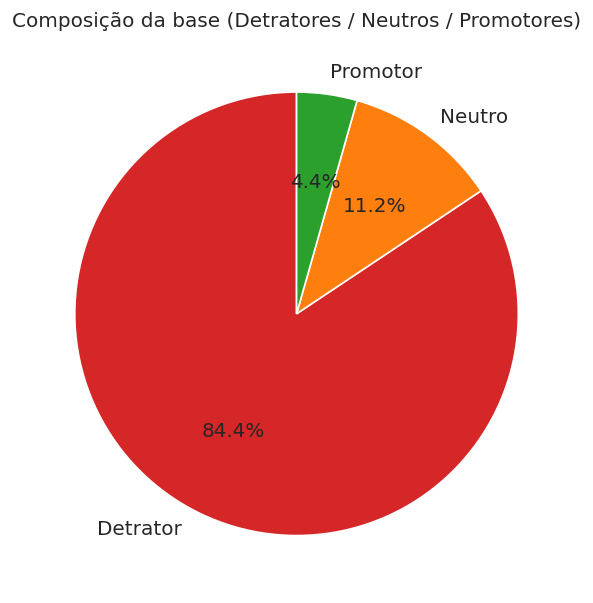 Composição da base (Detratores / Neutros / Promotores)
Promotor
Neutro
4.4%
11.2%
84.4%
Detrator